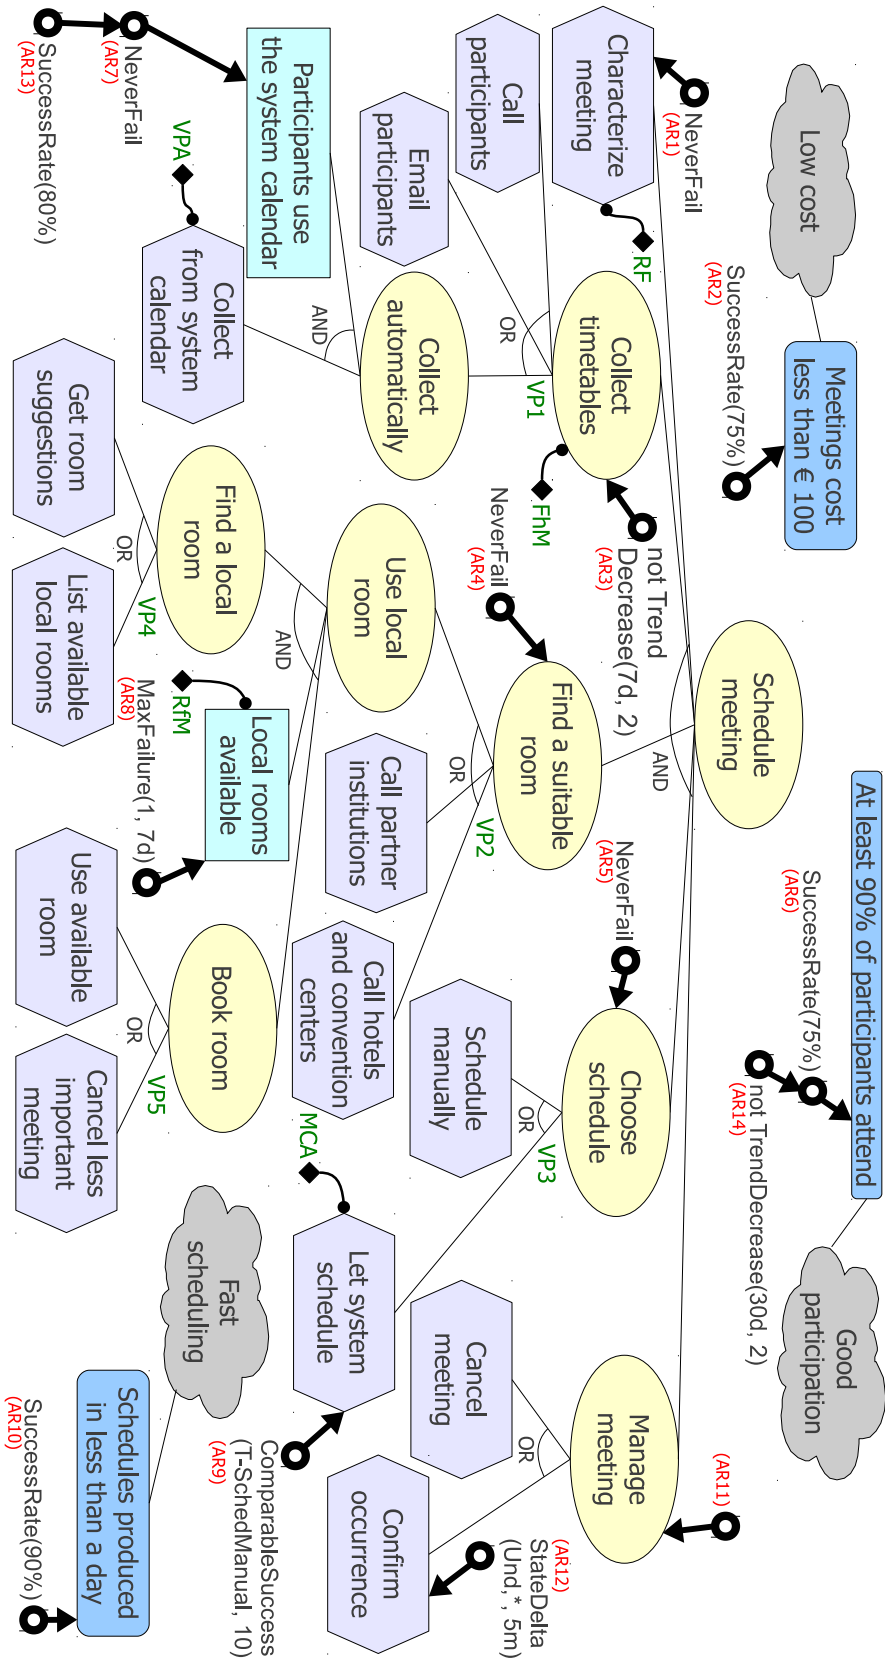 Low cost
Meetings cost
less than € 100
SuccessRate(75%)
(AR2)
At least 90% of participants attend
SuccessRate(75%)
(AR6)
not TrendDecrease(30d, 2)
(AR14)
Good
participation
Schedule
meeting
AND
NeverFail
(AR1)
Characterize
meeting
RF
Collect
timetables
VP1
OR
FhM
not Trend
Decrease(7d, 2)
(AR3)
Call
participants
Email
participants
Collect
automatically
AND
Participants use
the system calendar
NeverFail
(AR7)
SuccessRate(80%)
(AR13)
Collect
from system
calendar
VPA
Find a suitable
room
NeverFail
(AR4)
VP2
OR
Use local
room
AND
Call partner
institutions
Call hotels
and convention
centers
Find a local
room
VP4
OR
Get room
suggestions
List available
local rooms
Local rooms
available
RfM
MaxFailure(1, 7d)
(AR8)
Book room
VP5
OR
Use available
room
Cancel less
important
meeting
Choose
schedule
NeverFail
(AR5)
VP3
OR
Schedule
manually
Let system
schedule
MCA
ComparableSuccess
(T-SchedManual, 10)
(AR9)
Manage
meeting
(AR11)
OR
Cancel
meeting
Confirm
occurrence
(AR12)
StateDelta
(Und,*, 5m)
Fast
scheduling
Schedules produced
in less than a day
SuccessRate(90%)
(AR10)